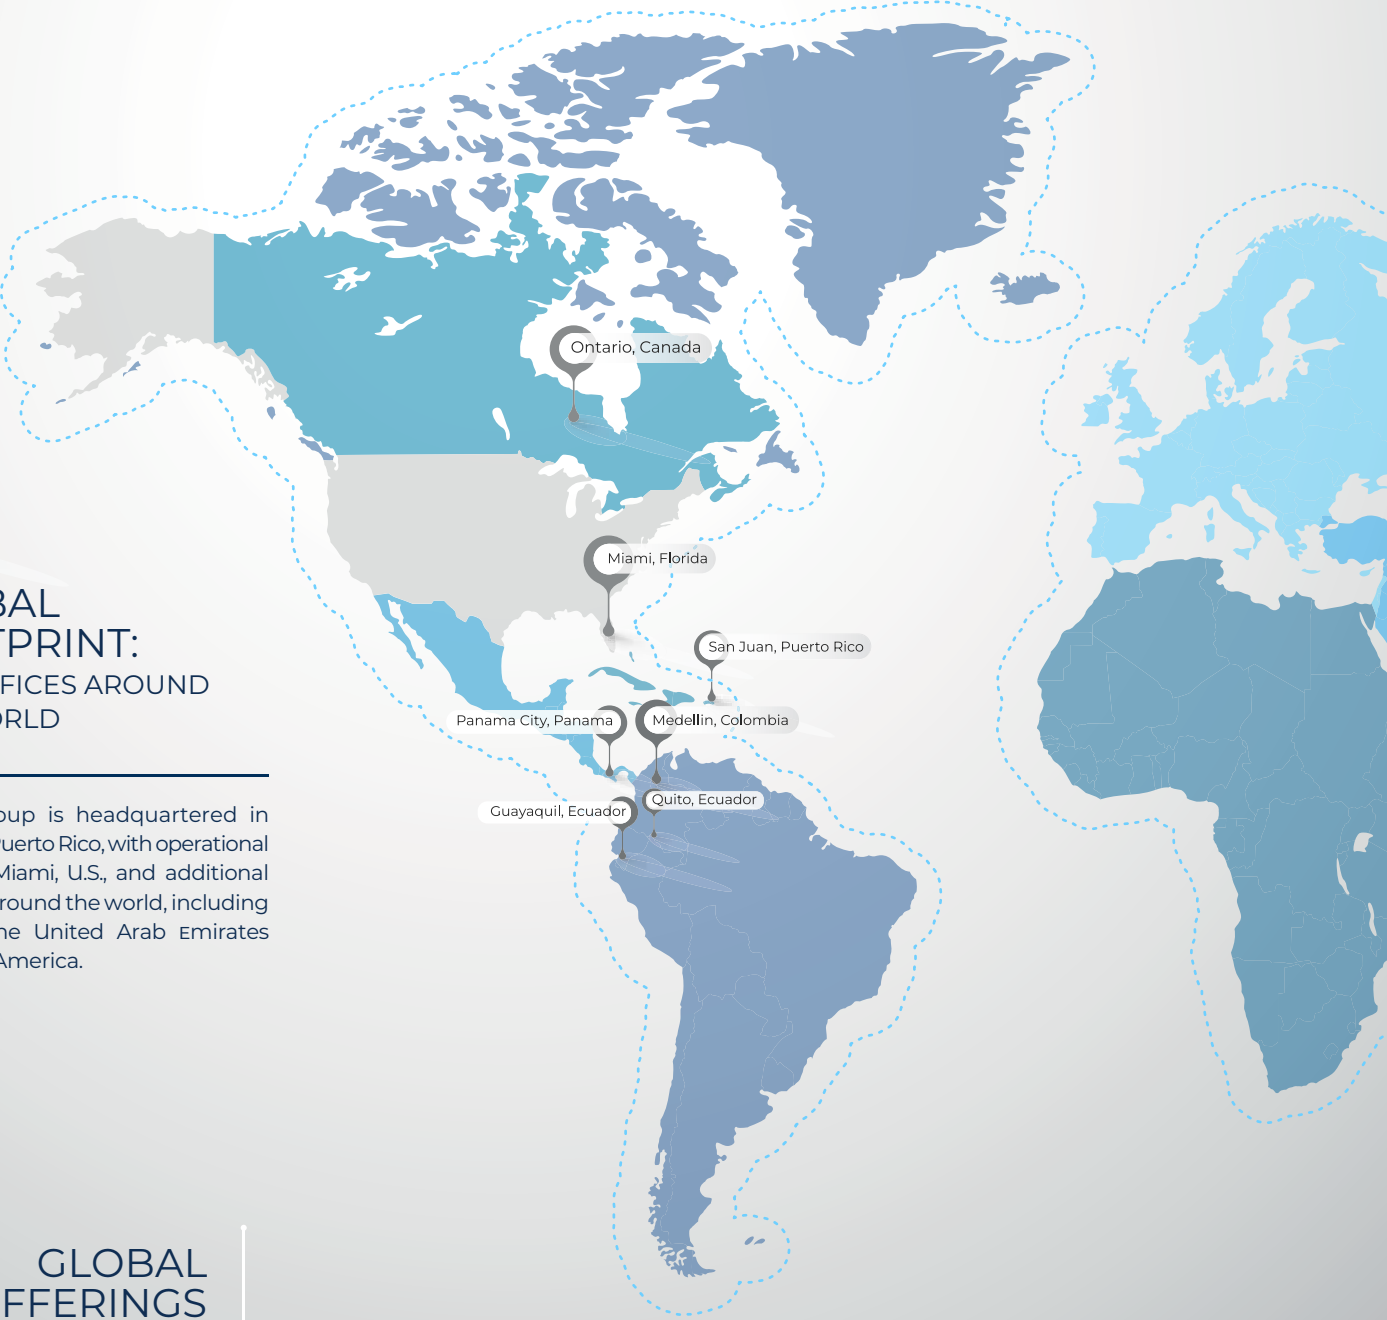 Ontario, Canada
Miami, Florida
BAL
TPRINT:
FICES AROUND
ORLD
San Juan, Puerto Rico
Panama City, Panama
Medellin, Colombia
Quito, Ecuador
Guayaquil, Ecuador
oup is headquartered in
Puerto Rico, with operational
Miami, U.S., and additional
round the world, including
he United Arab Emirates
America.
GLOBAL
FFERINGS